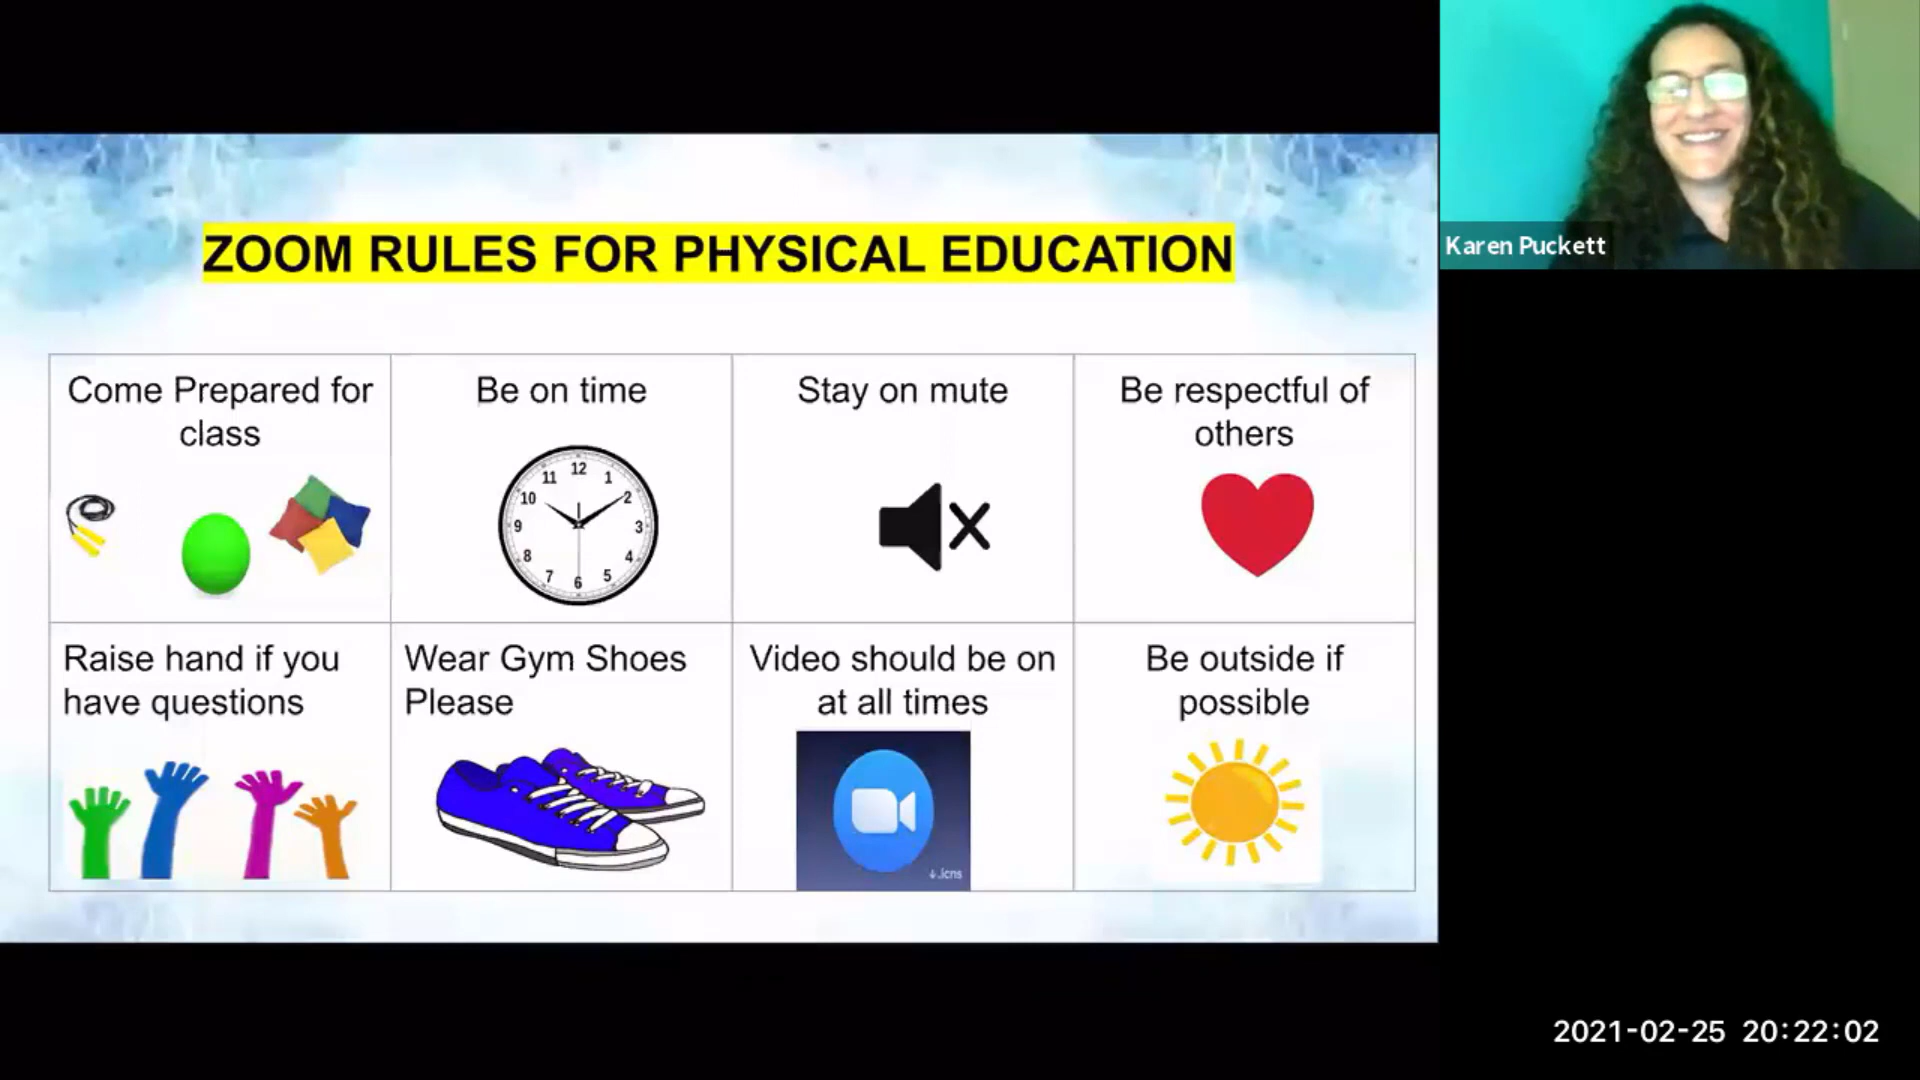 ZOOM RULES FOR PHYSICAL EDUCATION
Come Prepared for
class
Be on time
12
11
1
10
2
9
3
8
4
7
5
6
Stay on mute
Be respectful of
others
Raise hand if you
have questions
Wear Gym Shoes
Please
Video should be on
at all times
↓.icns
Be outside if
possible
Karen Puckett
2021-02-25 20:22:02